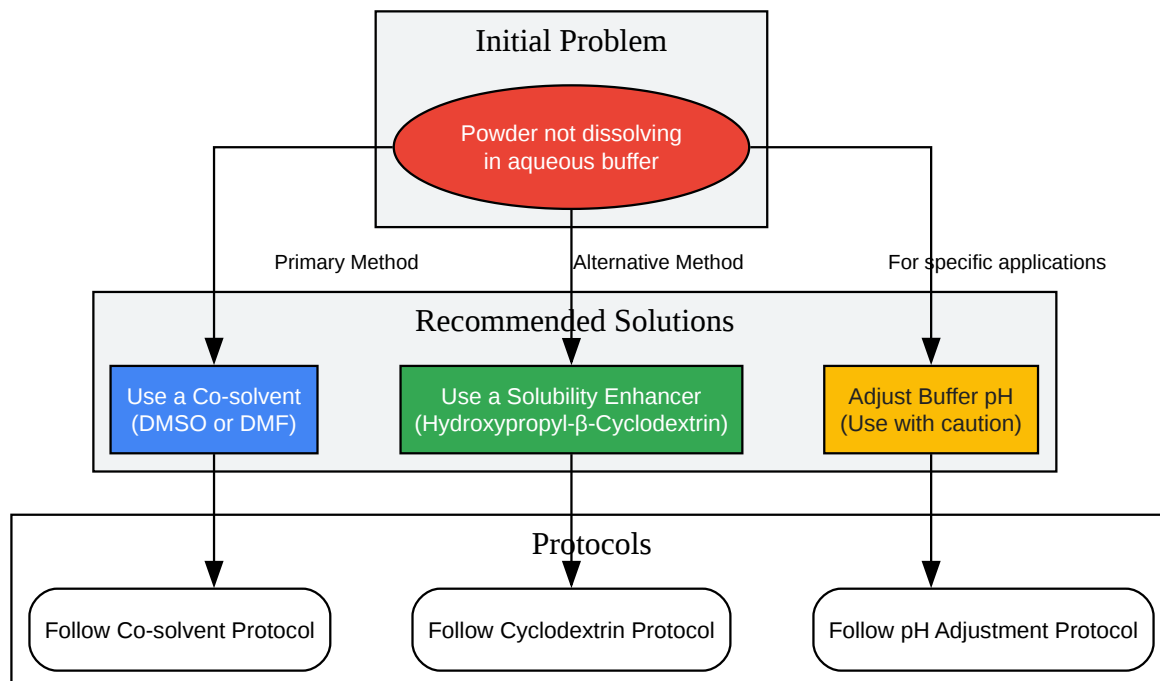 Initial Problem
Powder not dissolving
in aqueous buffer
Primary Method
Alternative Method
For specific applications
Recommended Solutions
Use a Co-solvent
(DMSO or DMF)
Use a Solubility Enhancer
(Hydroxypropyl-β-Cyclodextrin)
Adjust Buffer pH
(Use with caution)
Protocols
Follow Co-solvent Protocol
Follow Cyclodextrin Protocol
Follow pH Adjustment Protocol